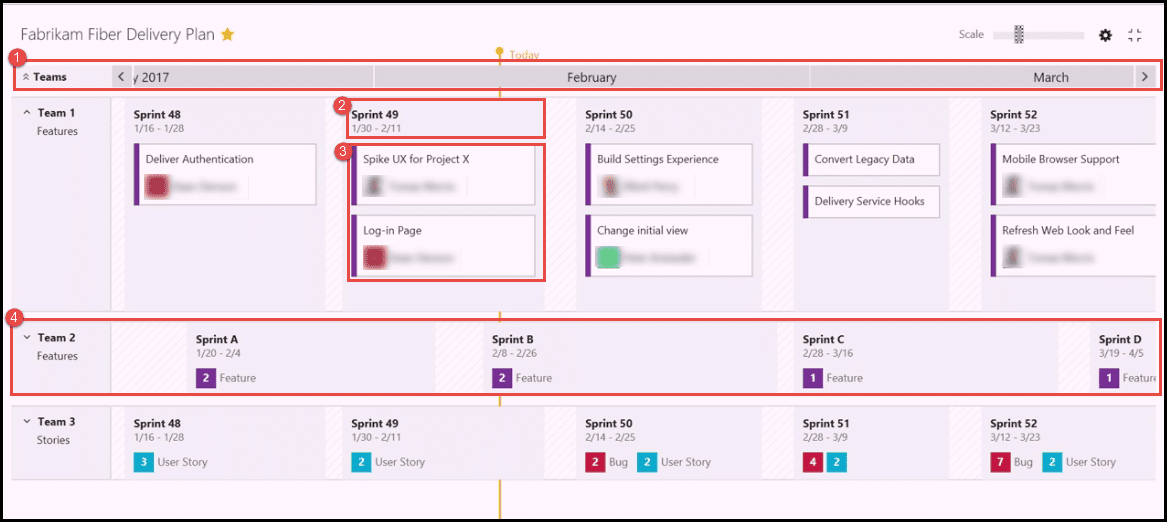 Fabrikam Fiber Delivery Plan
Scale
Today
1
Teams
y 2017
February
March
Team 1
Features
Sprint 48
1/16 - 1/28
Deliver Authentication
2
Sprint 49
1/30 - 2/11
3
Spike UX for Project X
Log-in Page
Sprint 50
2/14 - 2/25
Build Settings Experience
Change initial view
Sprint 51
2/28 - 3/9
Convert Legacy Data
Delivery Service Hooks
Sprint 52
3/12 - 3/23
Mobile Browser Support
Refresh Web Look and Feel
4
Team 2
Features
Sprint A
1/20 - 2/4
2 Feature
Sprint B
2/8 - 2/26
2 Feature
Sprint C
2/28 - 3/16
1 Feature
Sprint D
3/19 - 4/5
1 Feature
Team 3
Stories
Sprint 48
1/16 - 1/28
3 User Story
Sprint 49
1/30 - 2/11
2 User Story
Sprint 50
2/14 - 2/25
2 Bug 2 User Story
Sprint 51
2/28 - 3/9
4 2
Sprint 52
3/12 - 3/23
7 Bug 2 User Story